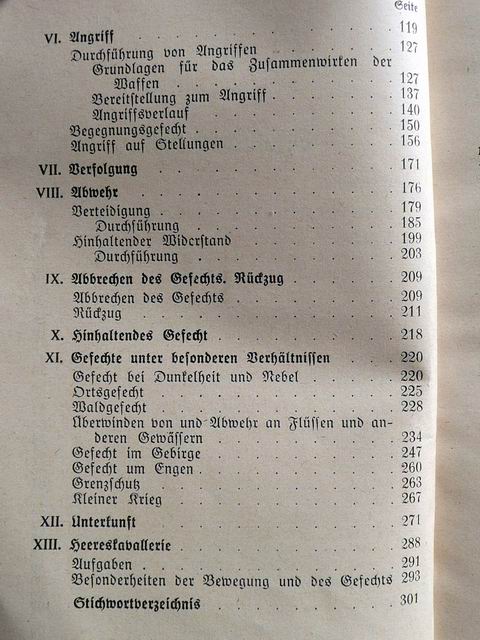 Seite
VI. Angriff . . . . . . . . . . 119
Durchführung von Angriffen . . . . . . 127
Grundlagen für das Zusammenwirken der
Waffen . . . . . . . . . . 127
Bereitstellung zum Angriff . . . . . . 137
Angriffsverlauf . . . . . . . . . 140
Begegnungsgefecht . . . . . . . . . 150
Angriff auf Stellungen . . . . . . . . 156
VII. Verfolgung . . . . . . . . . . 171
VIII. Abwehr . . . . . . . . . . 176
Verteidigung . . . . . . . . . . 179
Durchführung . . . . . . . . . 185
Hinhaltender Widerstand . . . . . . . 199
Durchführung . . . . . . . . . 203
IX. Abbrechen des Gefechts. Rückzug . . . . . 209
Abbrechen des Gefechts . . . . . . . 209
Rückzug . . . . . . . . . . 211
X. Hinhaltendes Gefecht . . . . . . . . 218
XI. Gefechte unter besonderen Verhältnissen . . . 220
Gefecht bei Dunkelheit und Nebel . . . . 220
Ortsgefecht . . . . . . . . . . 225
Waldgefecht . . . . . . . . . . 228
Überwinden von und Abwehr an Flüssen und an-
deren Gewässern . . . . . . . . 234
Gefecht im Gebirge . . . . . . . . 247
Gefecht um Engen . . . . . . . . . 260
Grenzschutz . . . . . . . . . . 263
Kleiner Krieg . . . . . . . . . . 267
XII. Unterkunft . . . . . . . . . . 271
XIII. Heereskavallerie . . . . . . . . . 288
Aufgaben . . . . . . . . . . 291
Besonderheiten der Bewegung und des Gefechts 293
Stichwortverzeichnis . . . . . . . . 301